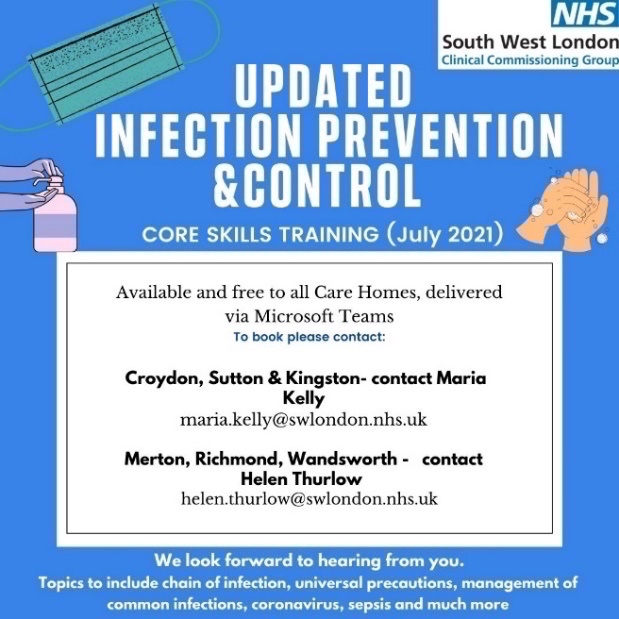 NHS
South West London
Clinical Commissioning Group
UPDATED
INFECTION PREVENTION
&CONTROL
CORE SKILLS TRAINING (July 2021)
Available and free to all Care Homes, delivered
via Microsoft Teams
To book please contact:
Croydon, Sutton & Kingston- contact Maria
Kelly
maria.kelly@swlondon.nhs.uk
Merton, Richmond, Wandsworth - contact
Helen Thurlow
helen.thurlow@swlondon.nhs.uk
We look forward to hearing from you.
Topics to include chain of infection, universal precautions, management of
common infections, coronavirus, sepsis and much more